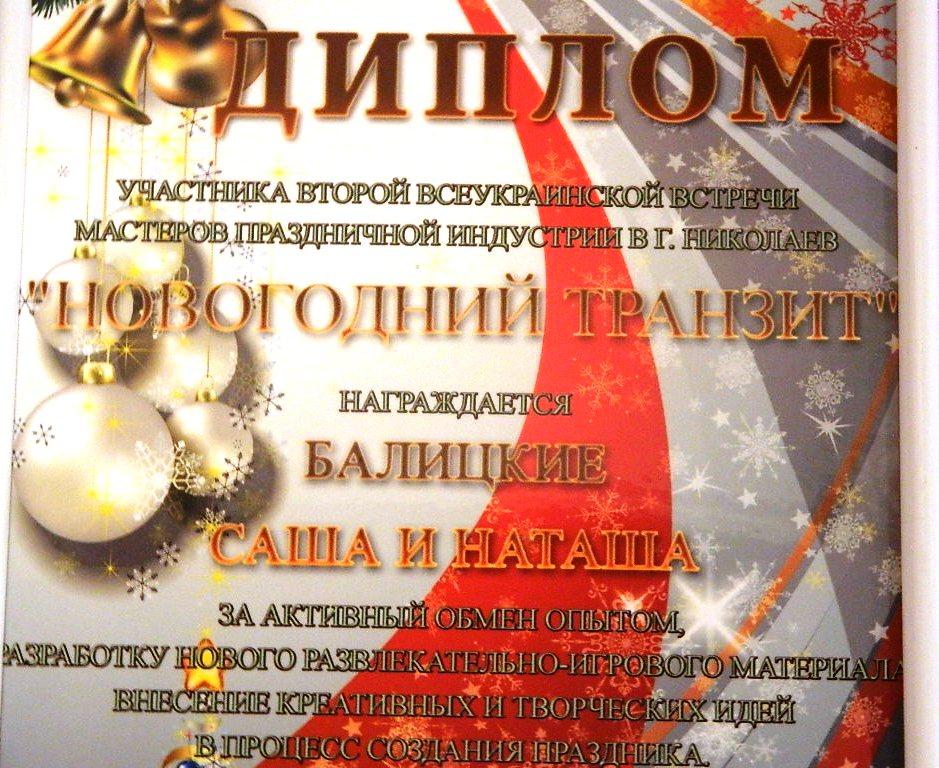 ДИПЛОМ
УЧАСТНИКА ВТОРОЙ ВСЕУКРАИНСКОЙ ВСТРЕЧИ
МАСТЕРОВ ПРАЗДНИЧНОЙ ИНДУСТРИИ В Г. НИКОЛАЕВ
"НОВОГОДНИЙ ТРАНЗИТ"
НАГРАЖДАЕТСЯ
БАЛИЦКИЕ
САША И НАТАША
ЗА АКТИВНЫЙ ОБМЕН ОПЫТОМ,
РАЗРАБОТКУ НОВОГО РАЗВЛЕКАТЕЛЬНО-ИГРОВОГО МАТЕРИАЛА
ВНЕСЕНИЕ КРЕАТИВНЫХ И ТВОРЧЕСКИХ ИДЕЙ
В ПРОЦЕСС СОЗДАНИЯ ПРАЗДНИКА.